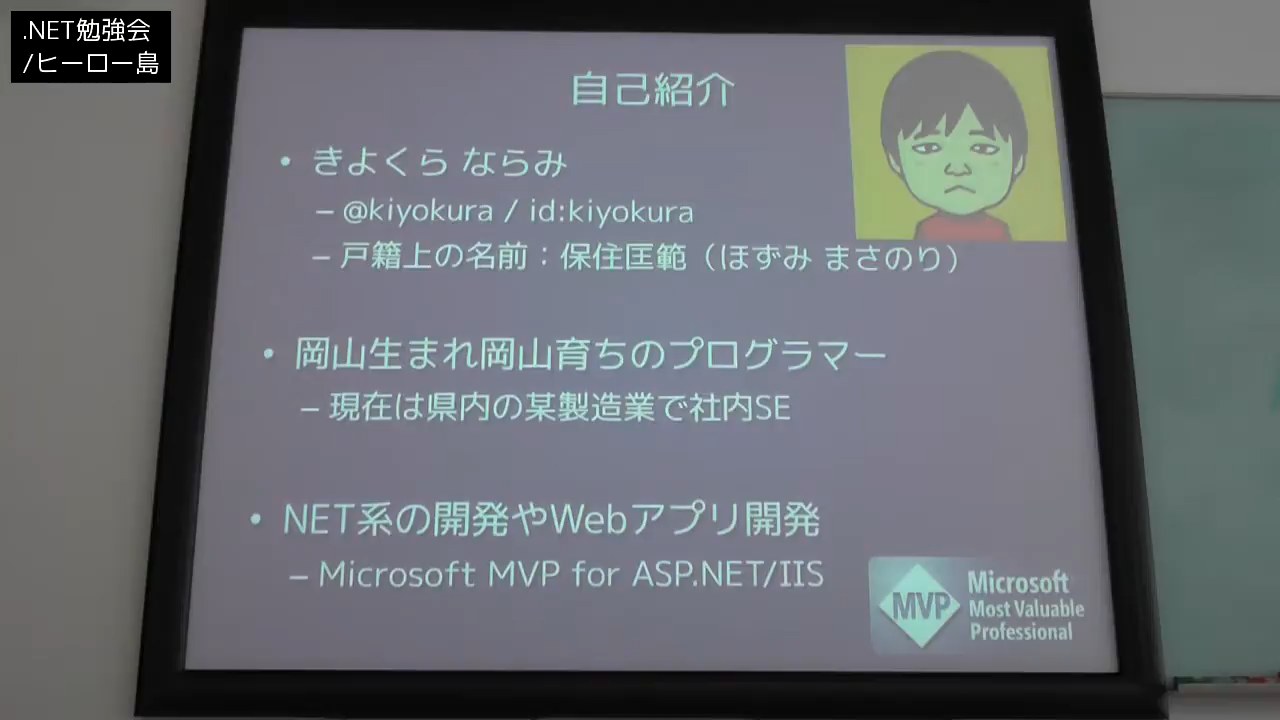 .NET勉強会
/ヒーロー島
自己紹介
• きよくら ならみ
– @kiyokura / id:kiyokura
– 戸籍上の名前：保住匡範（ほずみ まさのり）
• 岡山生まれ岡山育ちのプログラマー
– 現在は県内の某製造業で社内SE
• NET系の開発やWebアプリ開発
– Microsoft MVP for ASP.NET/IIS
MVP
Microsoft
Most Valuable
Professional